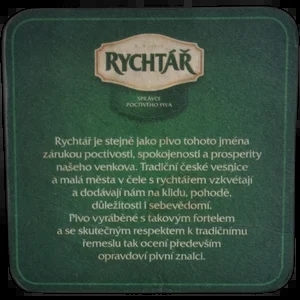 RYCHTÁŘ
SPRÁVCE
POCTIVÉHO PIVA
Rychtář je stejně jako pivo tohoto jména
zárukou poctivosti, spokojenosti a prosperity
našeho venkova. Tradiční české vesnice
a malá města v čele s rychtářem vzkvétají
a dodávají nám na klidu, pohodě,
důležitosti i sebevědomí.
Pivo vyráběné s takovým fortelem
a se skutečným respektem k tradičnímu
řemeslu tak ocení především
opravdoví pivní znalci.